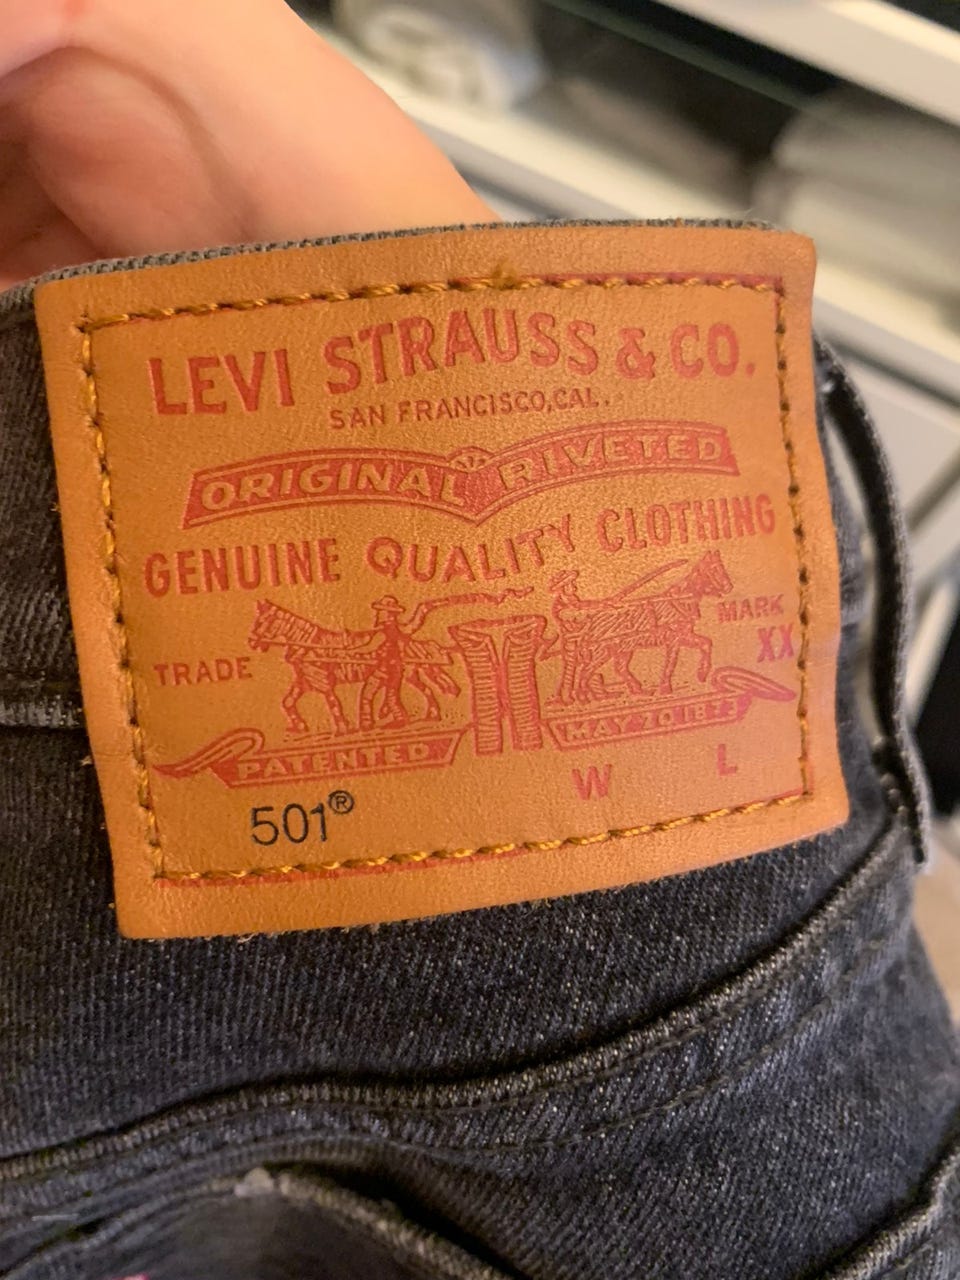 LEVI STRAUSS & CO.
SAN FRANCISCO, CAL.
ORIGINAL RIVETED
GENUINE QUALITY CLOTHING
TRADE MARK
XX
PATENTED MAY 20 1873
W L
501®